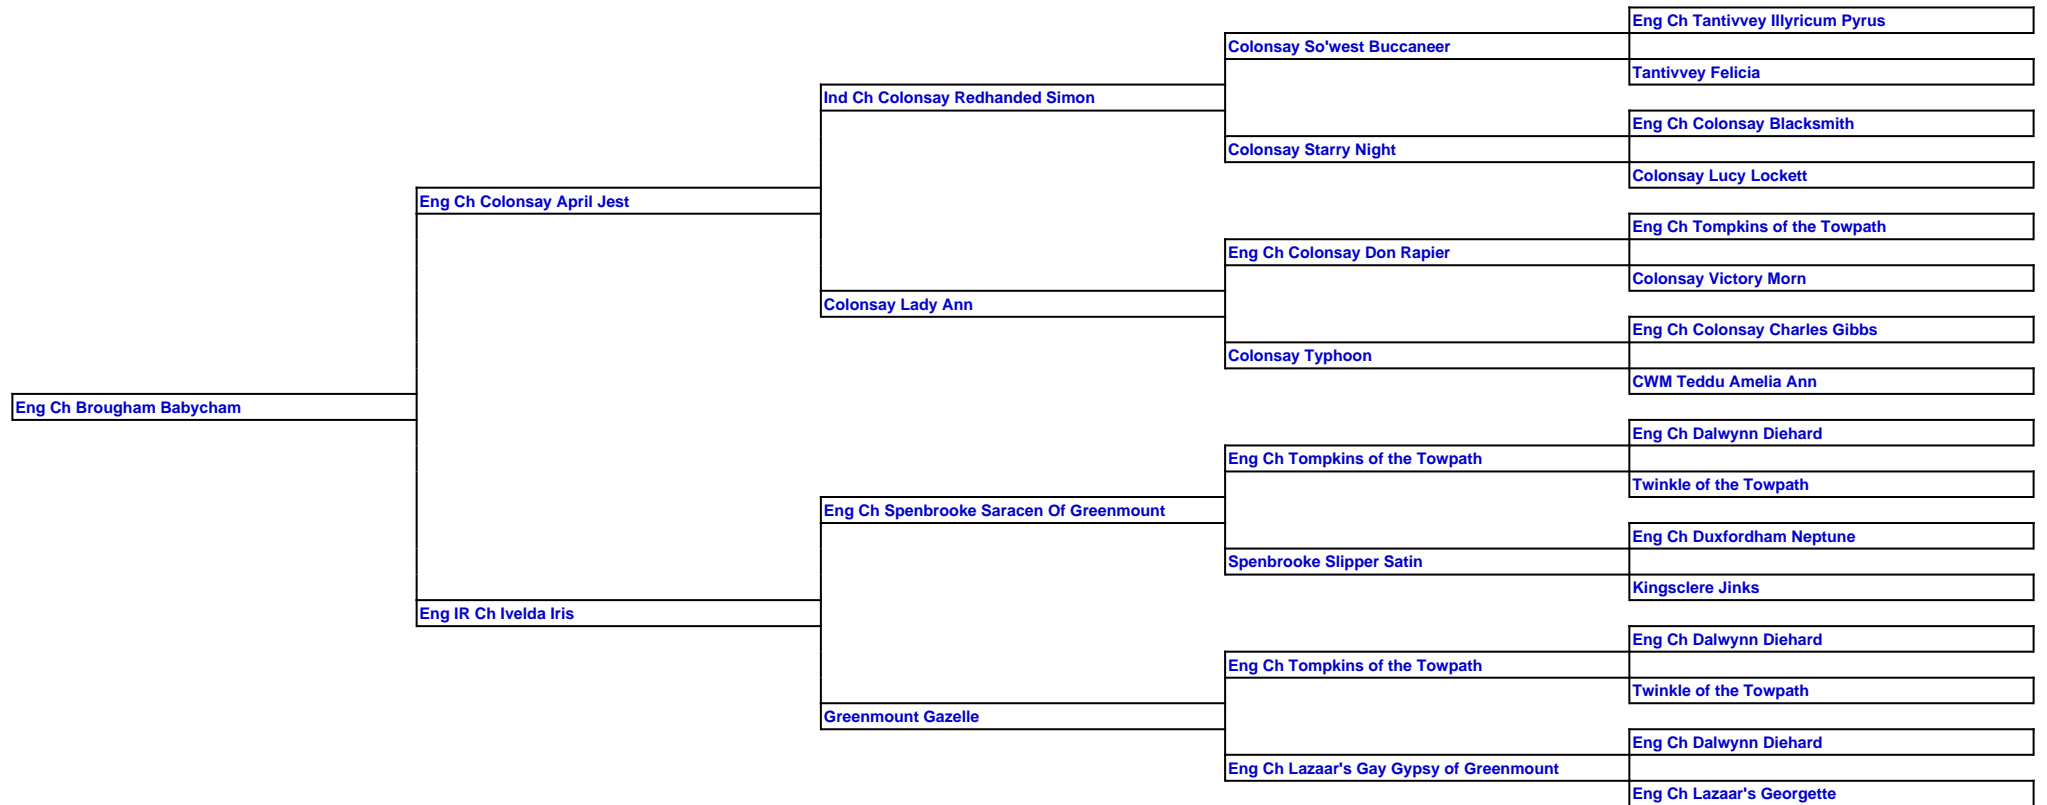 Eng Ch Tantivvey Illyricum Pyrus
Colonsay So'west Buccaneer
Tantivvey Felicia
Ind Ch Colonsay Redhanded Simon
Eng Ch Colonsay Blacksmith
Colonsay Starry Night
Colonsay Lucy Lockett
Eng Ch Colonsay April Jest
Eng Ch Tompkins of the Towpath
Eng Ch Colonsay Don Rapier
Colonsay Victory Morn
Colonsay Lady Ann
Eng Ch Colonsay Charles Gibbs
Colonsay Typhoon
CWM Teddu Amelia Ann
Eng Ch Brougham Babycham
Eng Ch Dalwynn Diehard
Eng Ch Tompkins of the Towpath
Twinkle of the Towpath
Eng Ch Spenbrooke Saracen Of Greenmount
Eng Ch Duxfordham Neptune
Spenbrooke Slipper Satin
Kingsclere Jinks
Eng IR Ch Ivelda Iris
Eng Ch Dalwynn Diehard
Eng Ch Tompkins of the Towpath
Twinkle of the Towpath
Greenmount Gazelle
Eng Ch Dalwynn Diehard
Eng Ch Lazaar's Gay Gypsy of Greenmount
Eng Ch Lazaar's Georgette